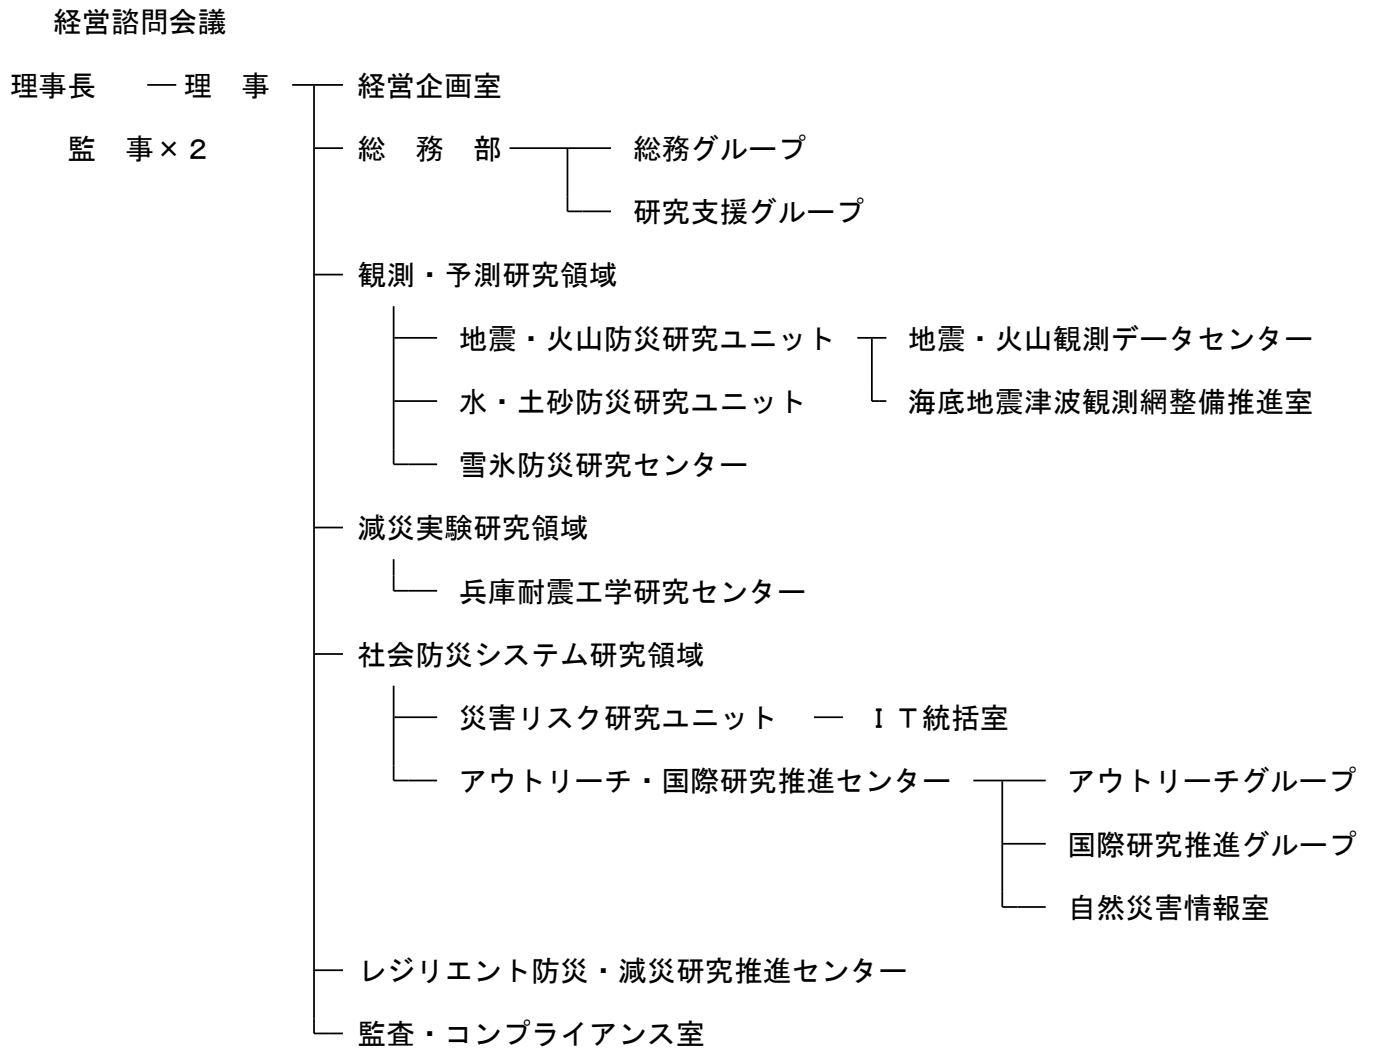 経営諮問会議
理事長 理　事 経営企画室
監　事×２ 総　務　部 総務グループ
研究支援グループ
観測・予測研究領域
地震・火山防災研究ユニット 地震・火山観測データセンター
水・土砂防災研究ユニット 海底地震津波観測網整備推進室
雪氷防災研究センター
減災実験研究領域
兵庫耐震工学研究センター
社会防災システム研究領域
災害リスク研究ユニット ＩＴ統括室
アウトリーチ・国際研究推進センター アウトリーチグループ
国際研究推進グループ
自然災害情報室
レジリエント防災・減災研究推進センター
監査・コンプライアンス室